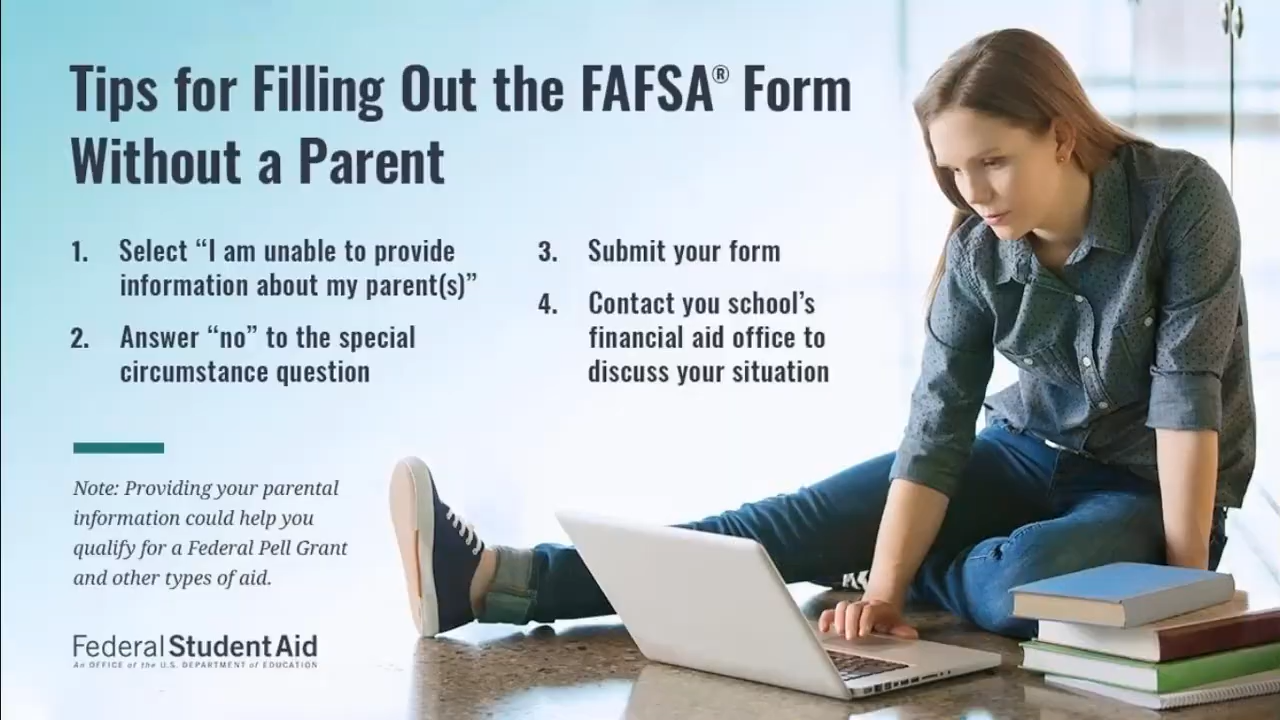 Tips for Filling Out the FAFSA® Form
Without a Parent
1. Select “I am unable to provide
information about my parent(s)”
2. Answer “no” to the special
circumstance question
3. Submit your form
4. Contact you school’s
financial aid office to
discuss your situation
Note: Providing your parental
information could help you
qualify for a Federal Pell Grant
and other types of aid.
Federal Student Aid
An OFFICE of the U.S. DEPARTMENT of EDUCATION